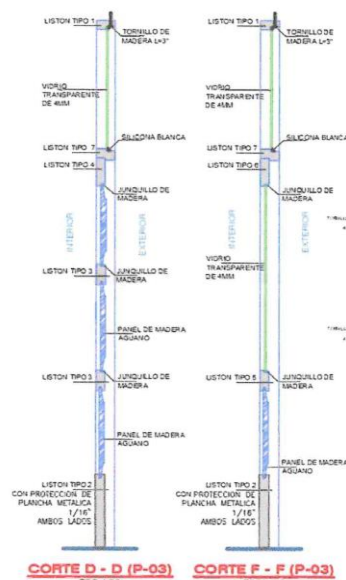 LISTON TIPO 1
TORNILLO DE
MADERA L=3"
VIDRIO
TRANSPARENTE
DE 4MM
SILICONA BLANCA
LISTON TIPO 7
LISTON TIPO 4
JUNQUILLO DE
MADERA
INTERIOR
EXTERIOR
LISTON TIPO 3
JUNQUILLO DE
MADERA
PANEL DE MADERA
AGUANO
LISTON TIPO 3
JUNQUILLO DE
MADERA
PANEL DE MADERA
AGUANO
LISTON TIPO 2
CON PROTECCION DE
PLANCHA METALICA
1/16"
AMBOS LADOS
CORTE D - D (P-03)
LISTON TIPO 1
TORNILLO DE
MADERA L=3"
VIDRIO
TRANSPARENTE
DE 4MM
SILICONA BLANCA
LISTON TIPO 7
LISTON TIPO 6
JUNQUILLO DE
MADERA
INTERIOR
EXTERIOR
VIDRIO
TRANSPARENTE
DE 4MM
LISTON TIPO 5
JUNQUILLO DE
MADERA
PANEL DE MADERA
AGUANO
LISTON TIPO 2
CON PROTECCION DE
PLANCHA METALICA
1/16"
AMBOS LADOS
CORTE F - F (P-03)